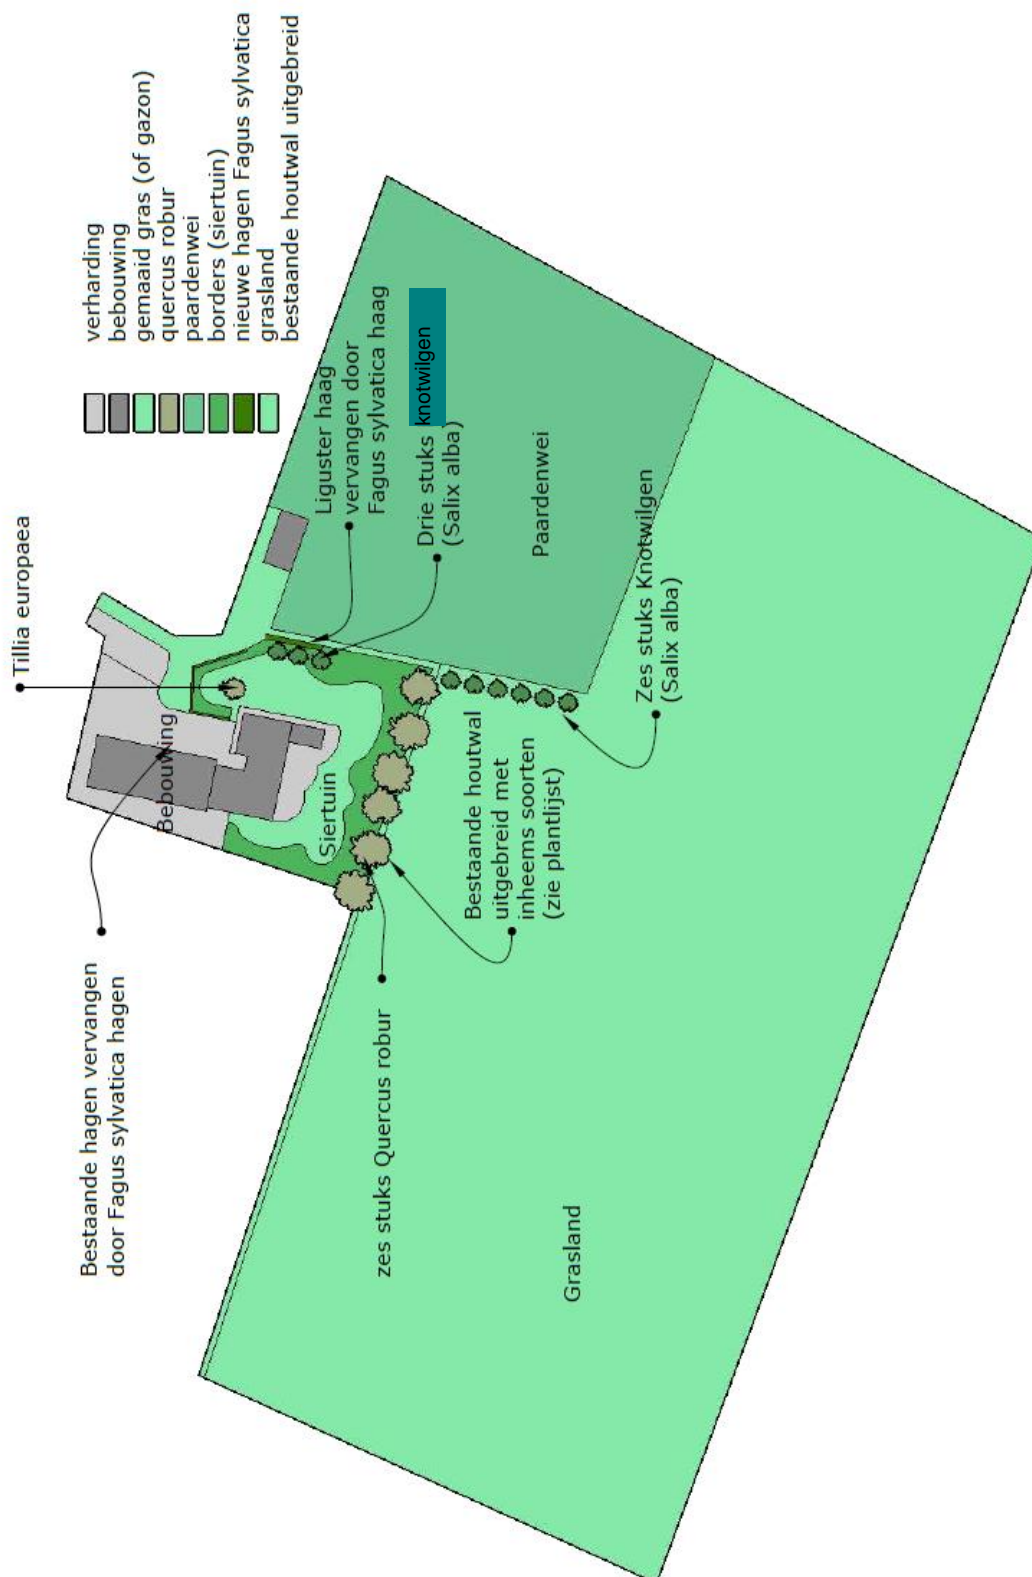 verharding
bebouwing
gemaaid gras (of gazon)
quercus robur
paardenwei
borders (siertuin)
nieuwe hagen Fagus sylvatica
grasland
bestaande houtwal uitgebreid
Tillia europaea
Liguster haag
vervangen door
Fagus sylvatica haag
Drie stuks knotwilgen
(Salix alba)
Paardenwei
Zes stuks Knotwilgen
(Salix alba)
Bebouwing
Siertuin
Bestaande houtwal
uitgebreid met
inheems soorten
(zie plantlijst)
Bestaande hagen vervangen
door Fagus sylvatica hagen
zes stuks Quercus robur
Grasland